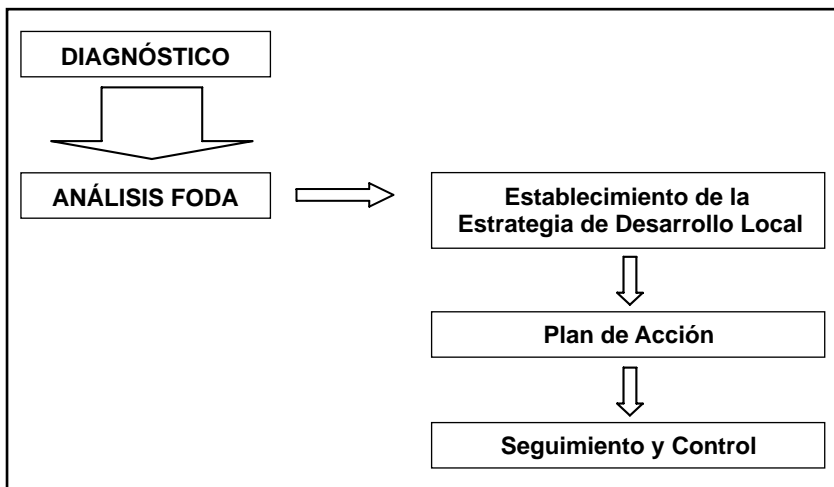 DIAGNÓSTICO
ANÁLISIS FODA
Establecimiento de la
Estrategia de Desarrollo Local
Plan de Acción
Seguimiento y Control